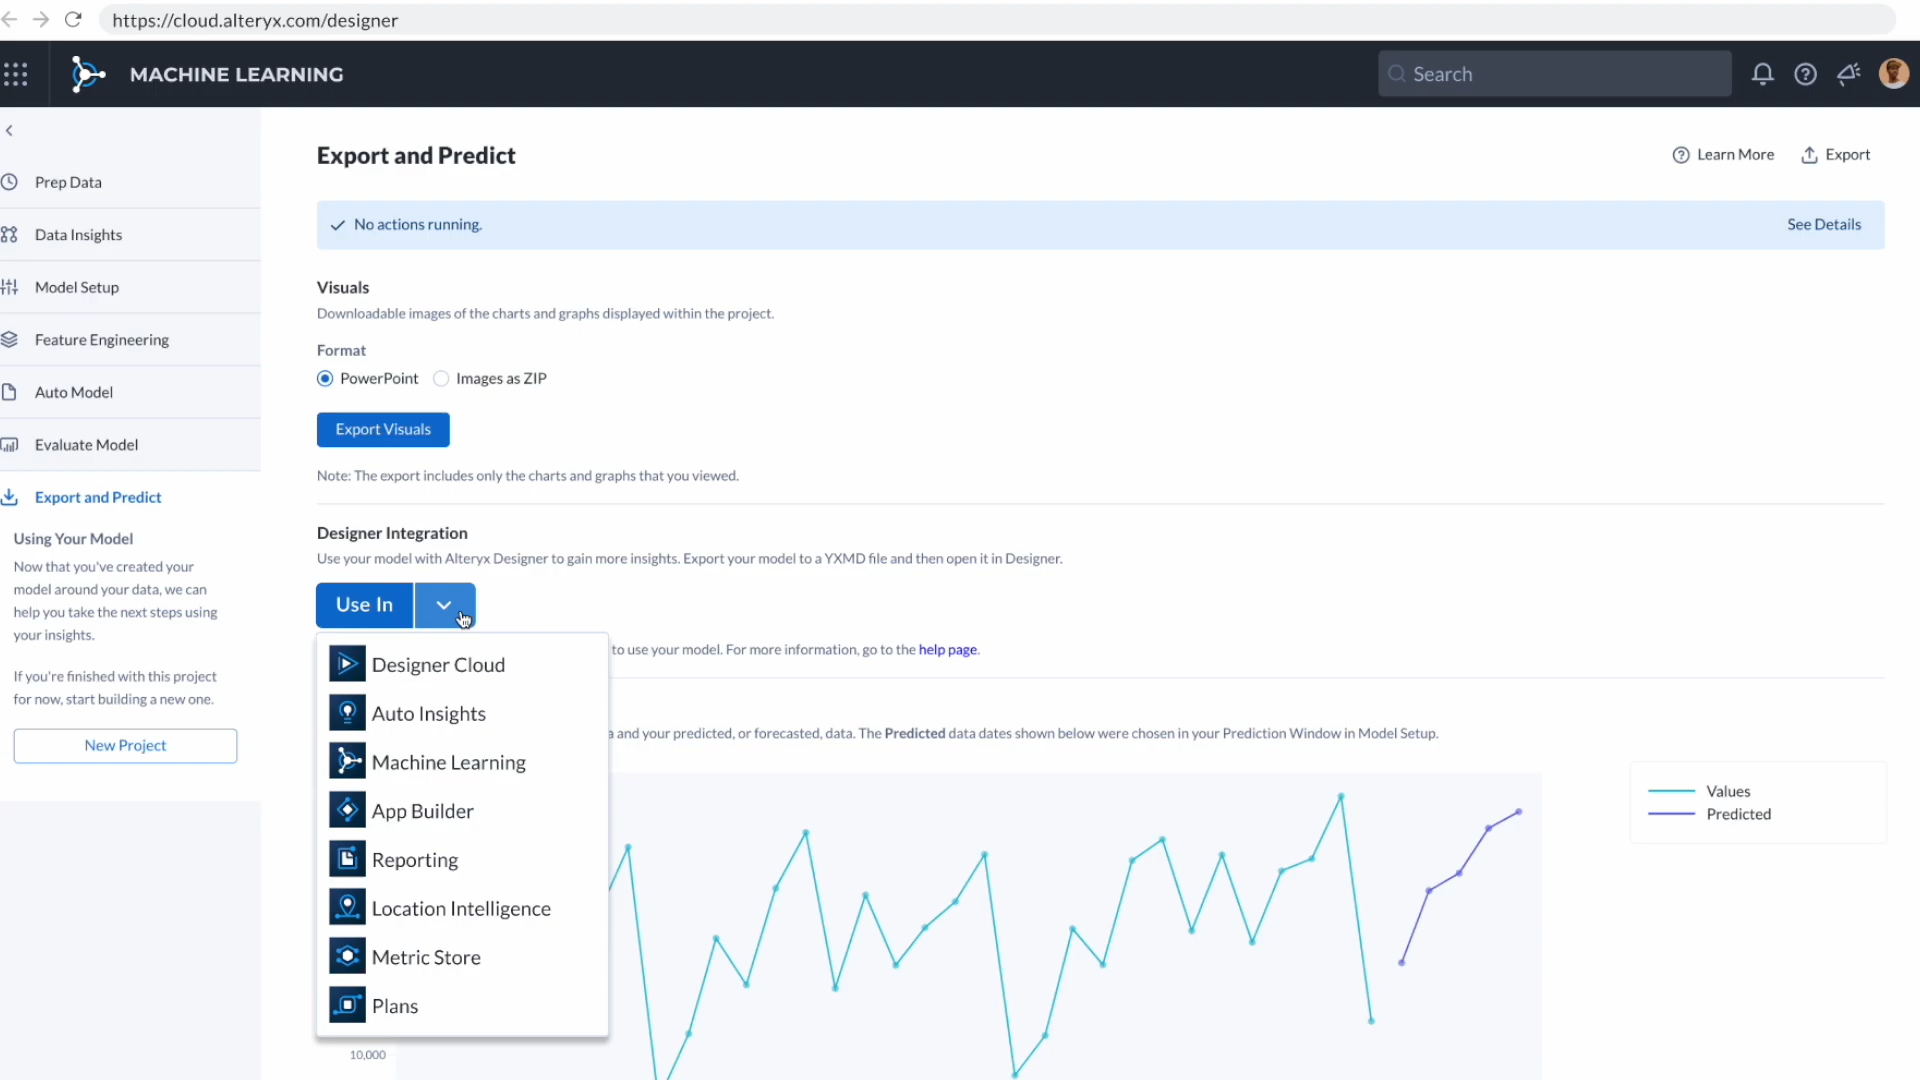 https://cloud.alteryx.com/designer
MACHINE LEARNING
Search
Prep Data
Data Insights
Model Setup
Feature Engineering
Auto Model
Evaluate Model
Export and Predict
Using Your Model
Now that you've created your
model around your data, we can
help you take the next steps using
your insights.
If you're finished with this project
for now, start building a new one.
New Project
Export and Predict
Learn More
Export
No actions running.
See Details
Visuals
Downloadable images of the charts and graphs displayed within the project.
Format
PowerPoint
Images as ZIP
Export Visuals
Note: The export includes only the charts and graphs that you viewed.
Designer Integration
Use your model with Alteryx Designer to gain more insights. Export your model to a YXMD file and then open it in Designer.
Use In
to use your model. For more information, go to the help page.
Designer Cloud
Auto Insights
Machine Learning
App Builder
Reporting
Location Intelligence
Metric Store
Plans
and your predicted, or forecasted, data. The Predicted data dates shown below were chosen in your Prediction Window in Model Setup.
Values
Predicted
10,000